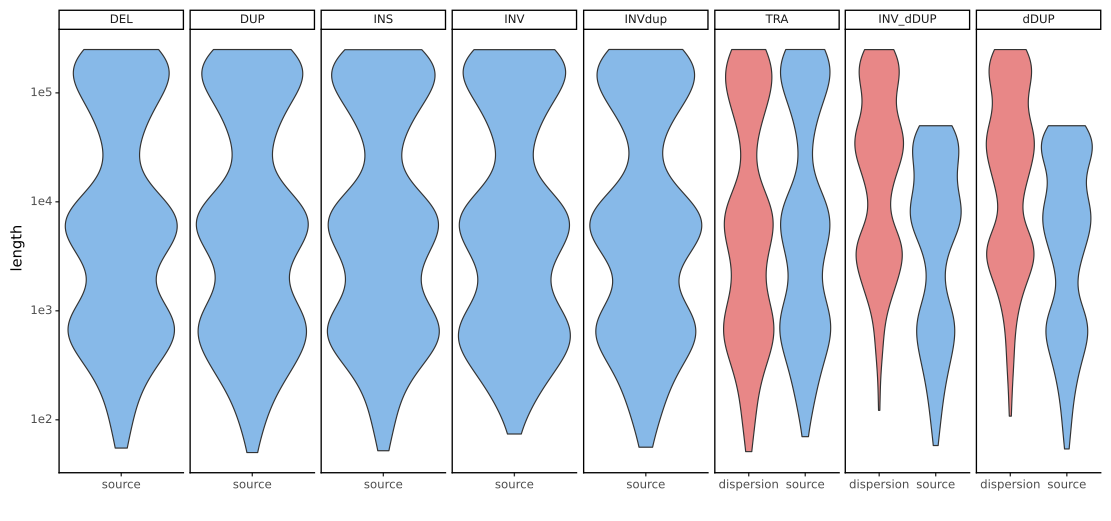 DEL DUP INS INV INVdup TRA INV_dDUP dDUP
length
1e5
1e4
1e3
1e2
source source source source source dispersion source dispersion source dispersion source